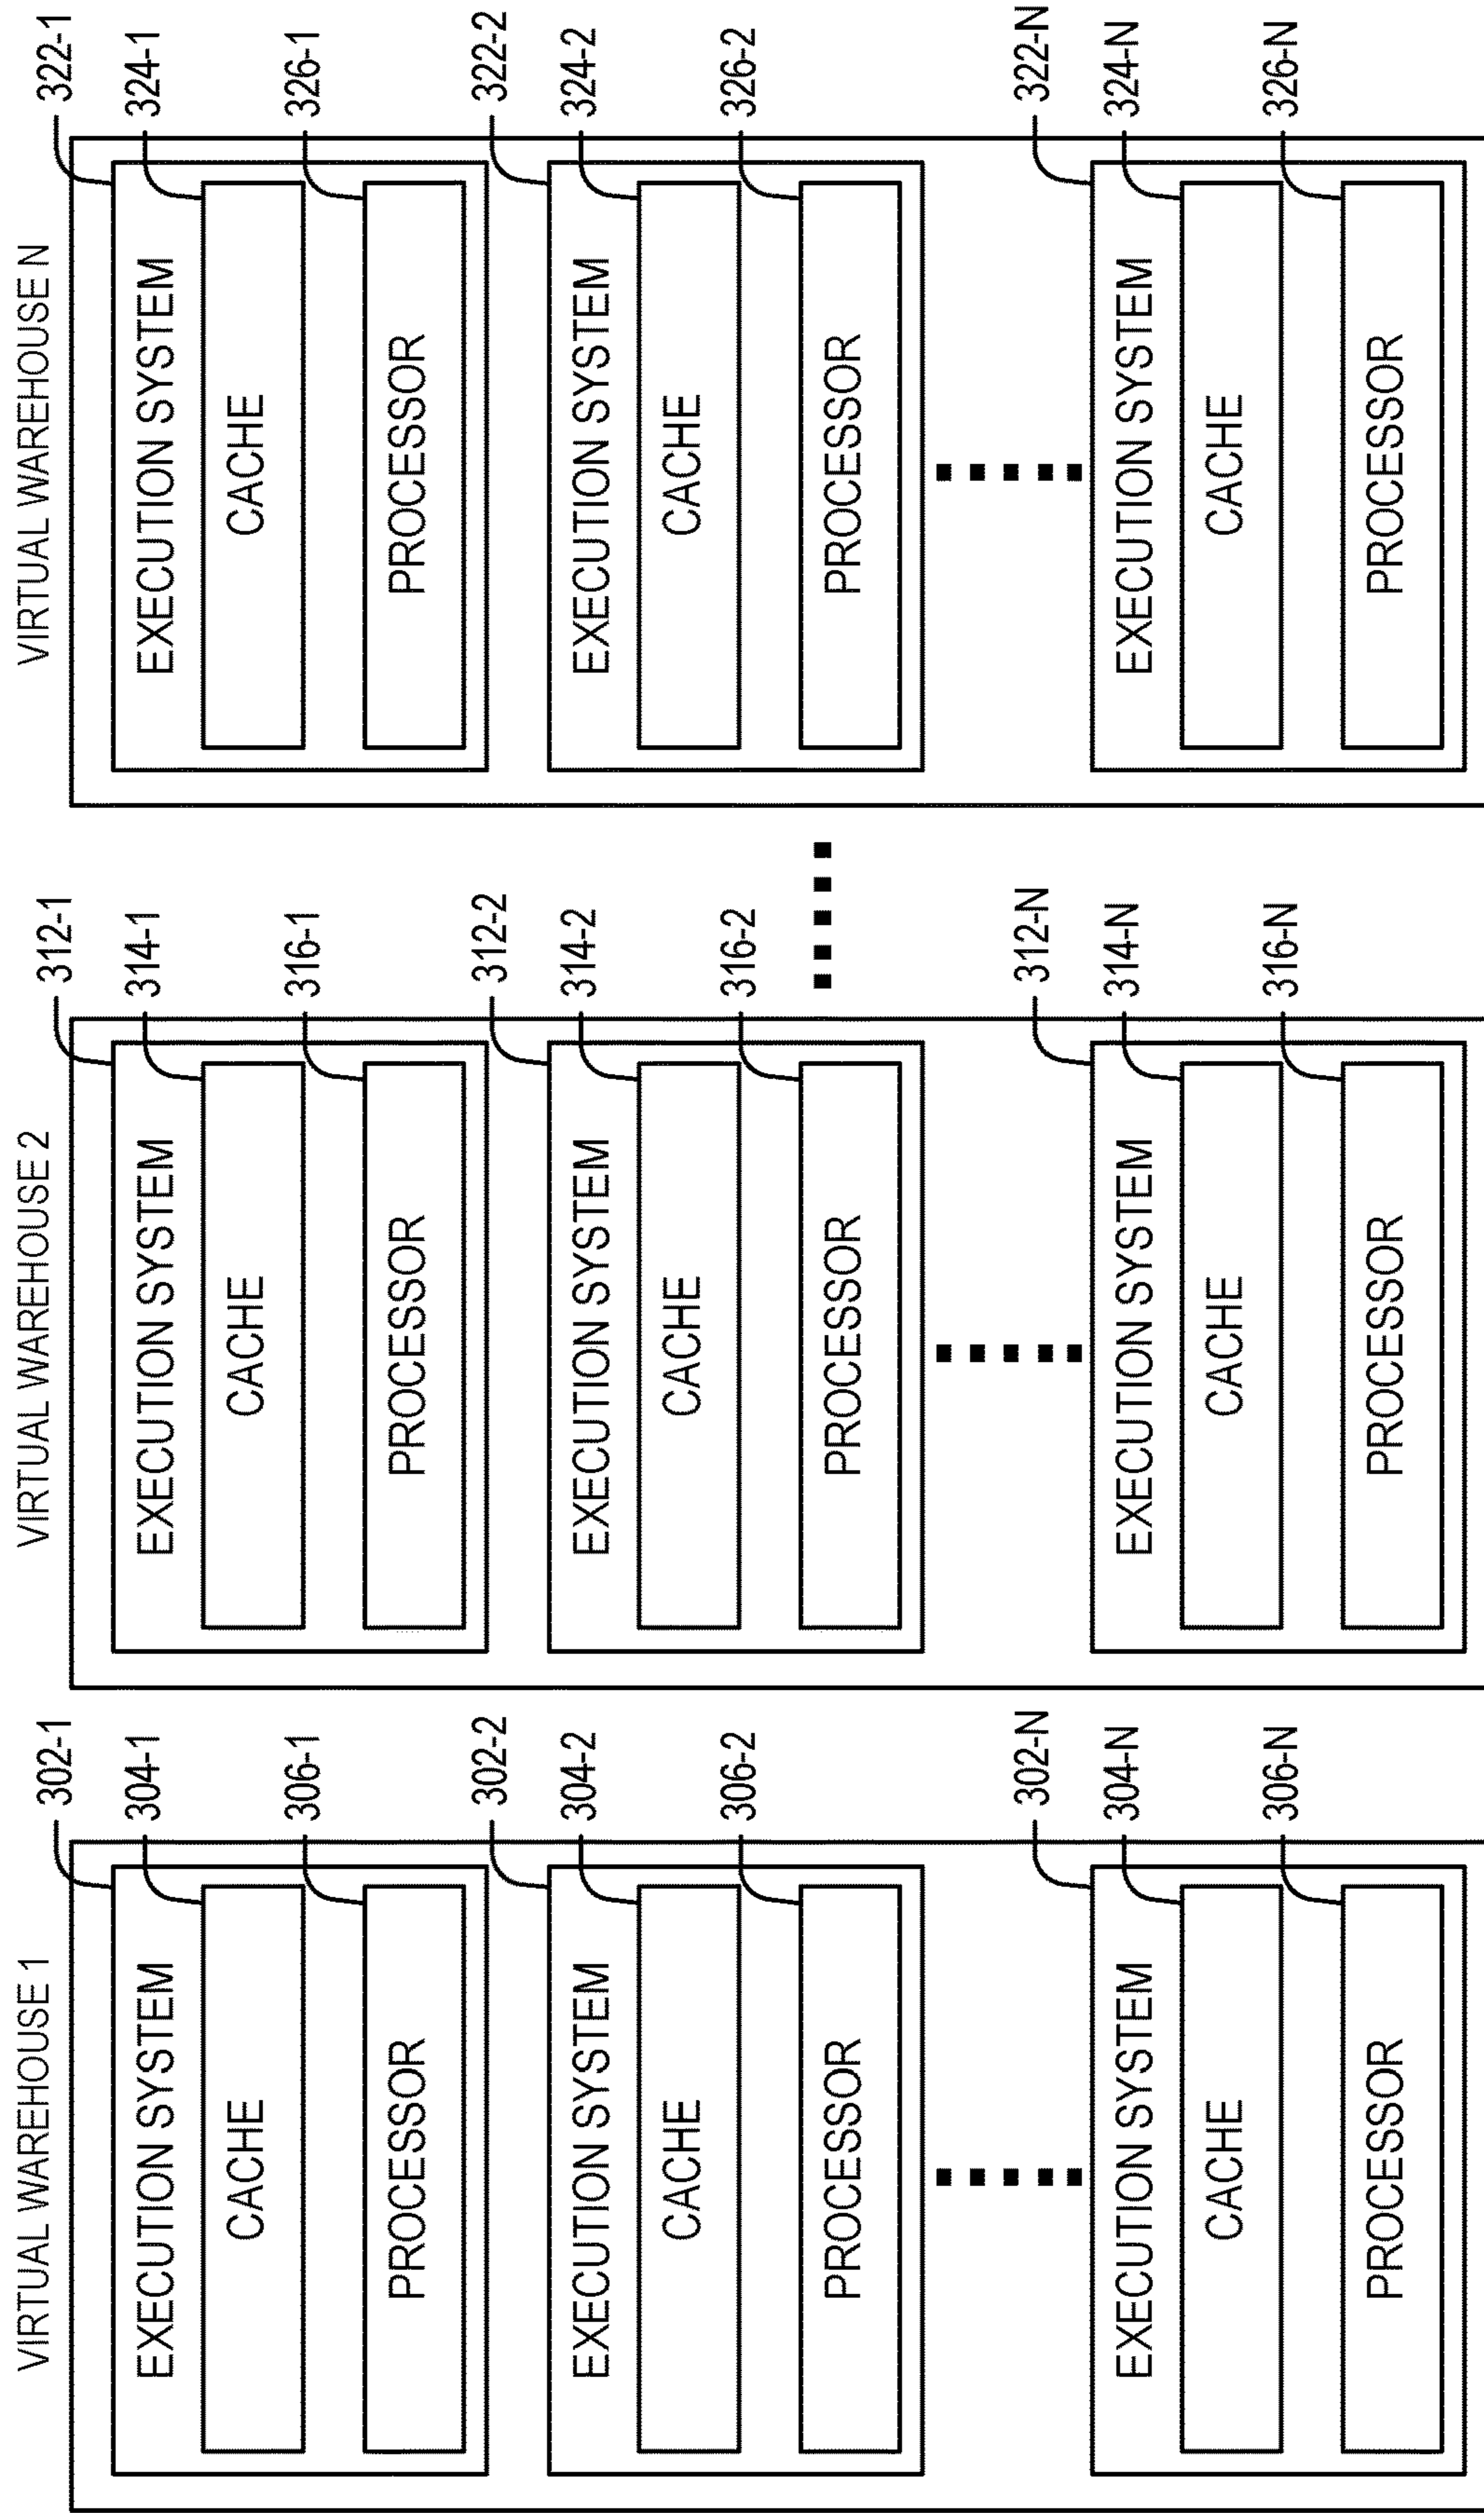 VIRTUAL WAREHOUSE 1
302-1
EXECUTION SYSTEM
304-1
CACHE
306-1
PROCESSOR
302-2
EXECUTION SYSTEM
304-2
CACHE
306-2
PROCESSOR
302-N
EXECUTION SYSTEM
304-N
CACHE
306-N
PROCESSOR
VIRTUAL WAREHOUSE 2
312-1
EXECUTION SYSTEM
314-1
CACHE
316-1
PROCESSOR
312-2
EXECUTION SYSTEM
314-2
CACHE
316-2
PROCESSOR
312-N
EXECUTION SYSTEM
314-N
CACHE
316-N
PROCESSOR
VIRTUAL WAREHOUSE N
322-1
EXECUTION SYSTEM
324-1
CACHE
326-1
PROCESSOR
322-2
EXECUTION SYSTEM
324-2
CACHE
326-2
PROCESSOR
322-N
EXECUTION SYSTEM
324-N
CACHE
326-N
PROCESSOR